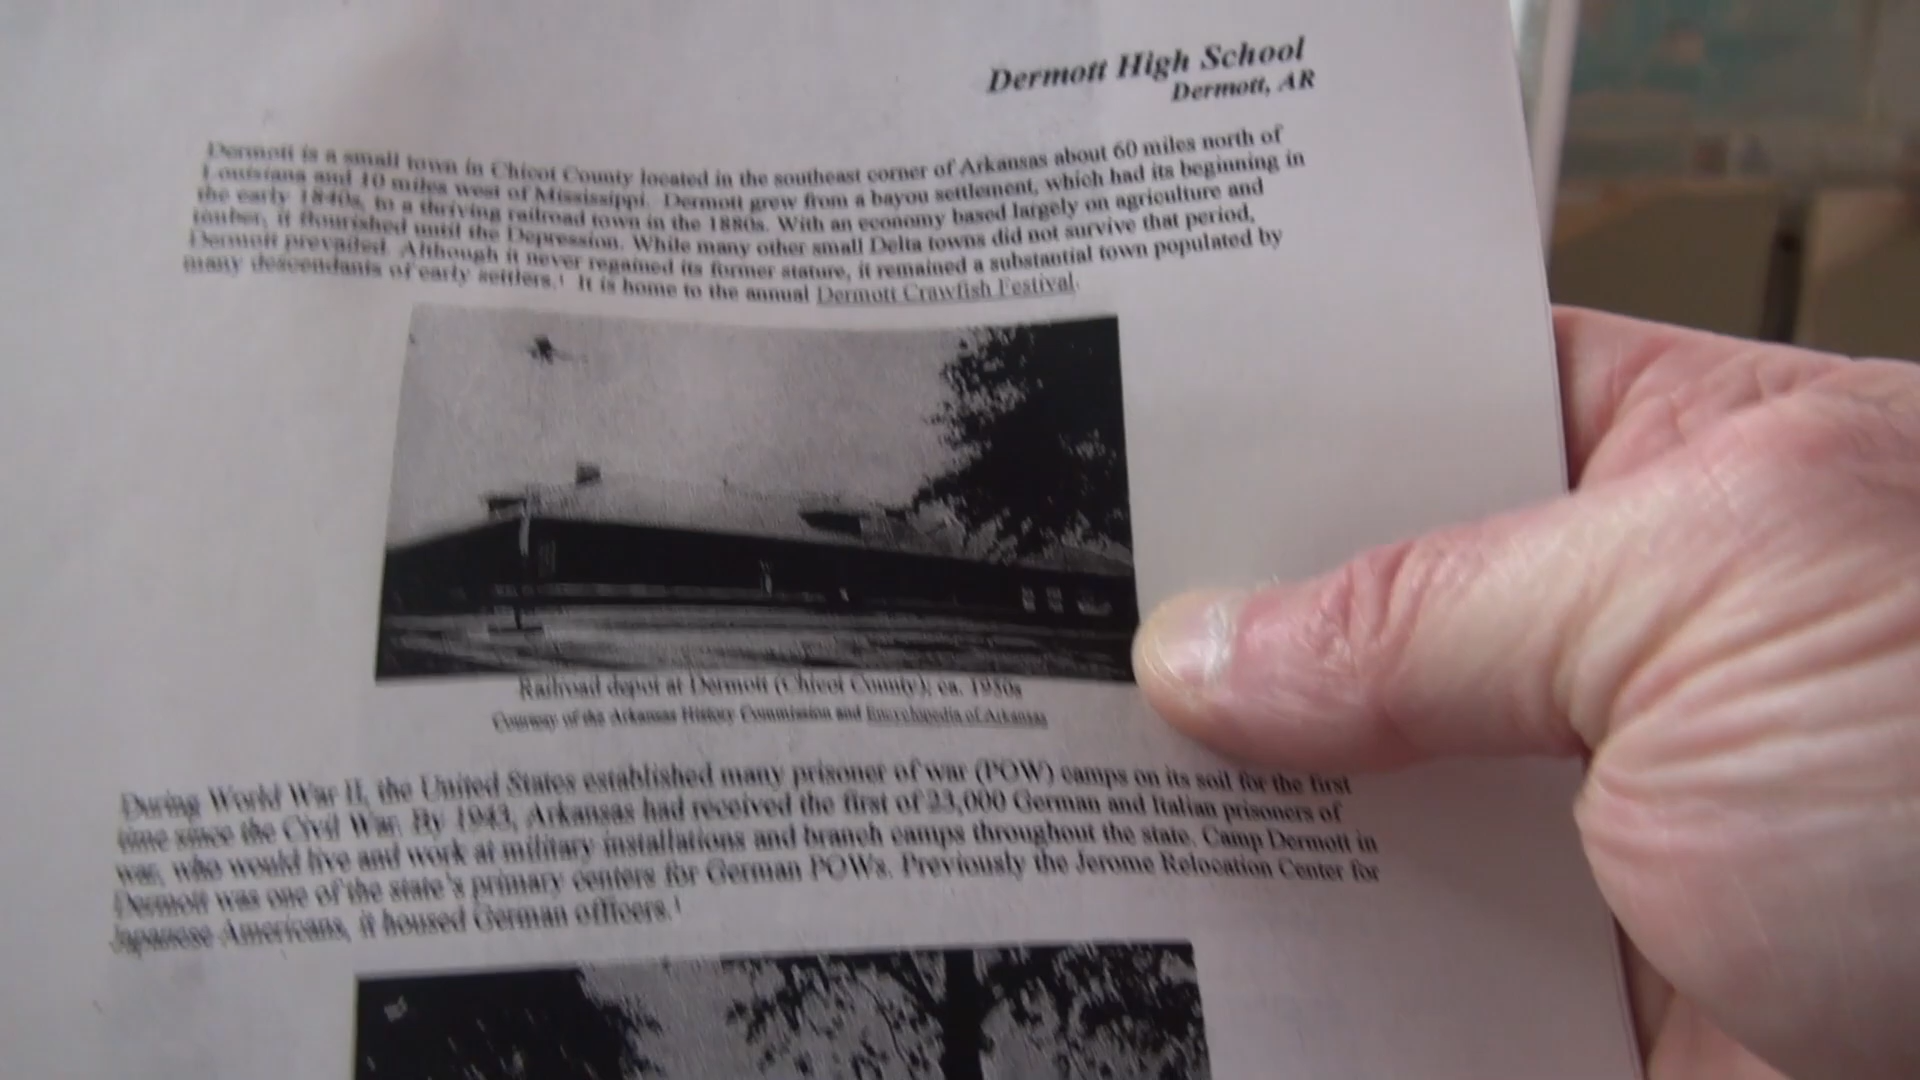 Dermott High School
Dermott, AR
Dermott is a small town in Chicot County located in the southeast corner of Arkansas about 60 miles north of
Louisiana and 10 miles west of Mississippi. Dermott grew from a bayou settlement, which had its beginning in
the early 1840s, to a thriving railroad town in the 1880s. With an economy based largely on agriculture and
timber, it flourished until the Depression. While many other small Delta towns did not survive that period,
Dermott prevailed. Although it never regained its former stature, it remained a substantial town populated by
many descendants of early settlers.¹ It is home to the annual Dermott Crawfish Festival.
Railroad depot at Dermott (Chicot County); ca. 1930s
Courtesy of the Arkansas History Commission and Encyclopedia of Arkansas
During World War II, the United States established many prisoner of war (POW) camps on its soil for the first
time since the Civil War. By 1943, Arkansas had received the first of 23,000 German and Italian prisoners of
war, who would live and work at military installations and branch camps throughout the state. Camp Dermott in
Dermott was one of the state's primary centers for German POWs. Previously the Jerome Relocation Center for
Japanese Americans, it housed German officers.¹